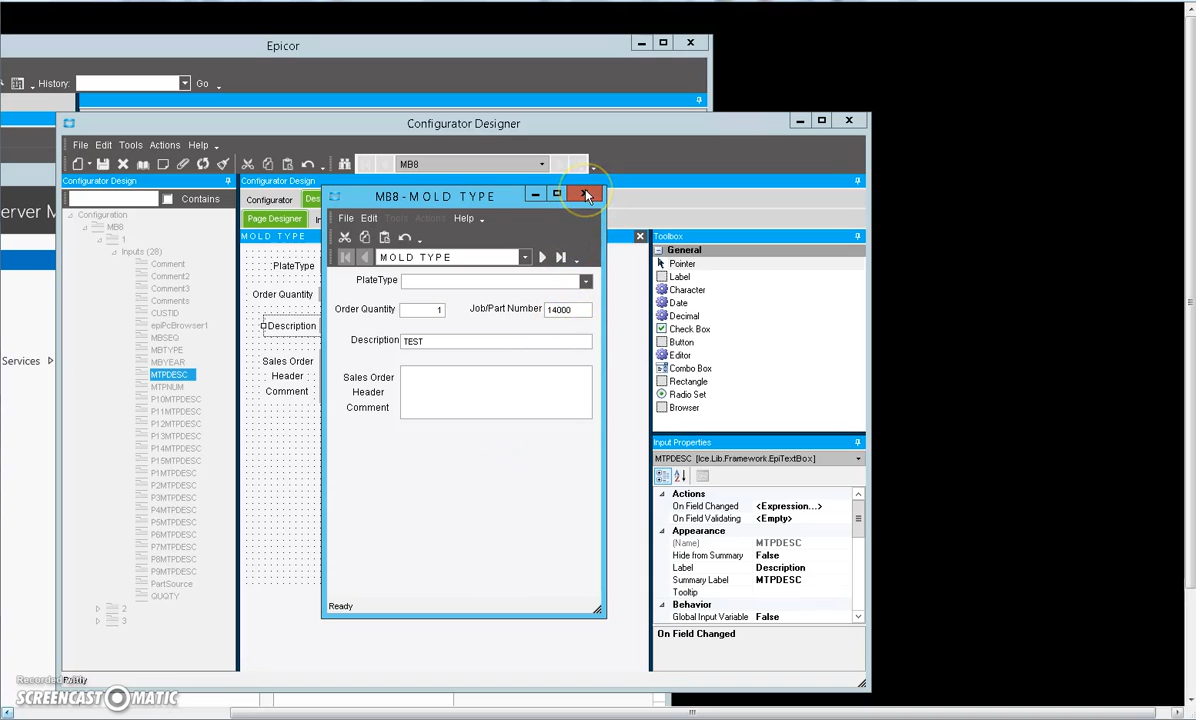 Epicor
History:
Go
Configurator Designer
File Edit Tools Actions Help
MB8
Configurator Design
Configurator Design
Contains
Configuration
MB8
1
Inputs (28)
Comment
Comment2
Comment3
Comments
CUSTID
epiPcBrowser1
MBSEQ
MBTYPE
MBYEAR
MTPDESC
MTPNUM
P10MTPDESC
P11MTPDESC
P12MTPDESC
P13MTPDESC
P14MTPDESC
P15MTPDESC
P1MTPDESC
P2MTPDESC
P3MTPDESC
P4MTPDESC
P5MTPDESC
P6MTPDESC
P7MTPDESC
P8MTPDESC
P9MTPDESC
PartSource
QUQTY
2
3
Services
Configurator
Page Designer
MOLD TYPE
PlateType
Order Quantity
Description
Sales Order
Header
Comment
MB8-MOLD TYPE
File Edit Tools Actions Help
MOLD TYPE
PlateType
Order Quantity 1 Job/Part Number 14000
Description TEST
Sales Order
Header
Comment
Ready
Toolbox
General
Pointer
Label
Character
Date
Decimal
Check Box
Button
Editor
Combo Box
Rectangle
Radio Set
Browser
Input Properties
MTPDESC [Ice.Lib.Framework.EpiTextBox]
Actions
On Field Changed <Expression...>
On Field Validating <Empty>
Appearance
(Name) MTPDESC
Hide from Summary False
Label Description
Summary Label MTPDESC
Tooltip
Behavior
Global Input Variable False
On Field Changed
Recorded with
SCREENCAST MATIC